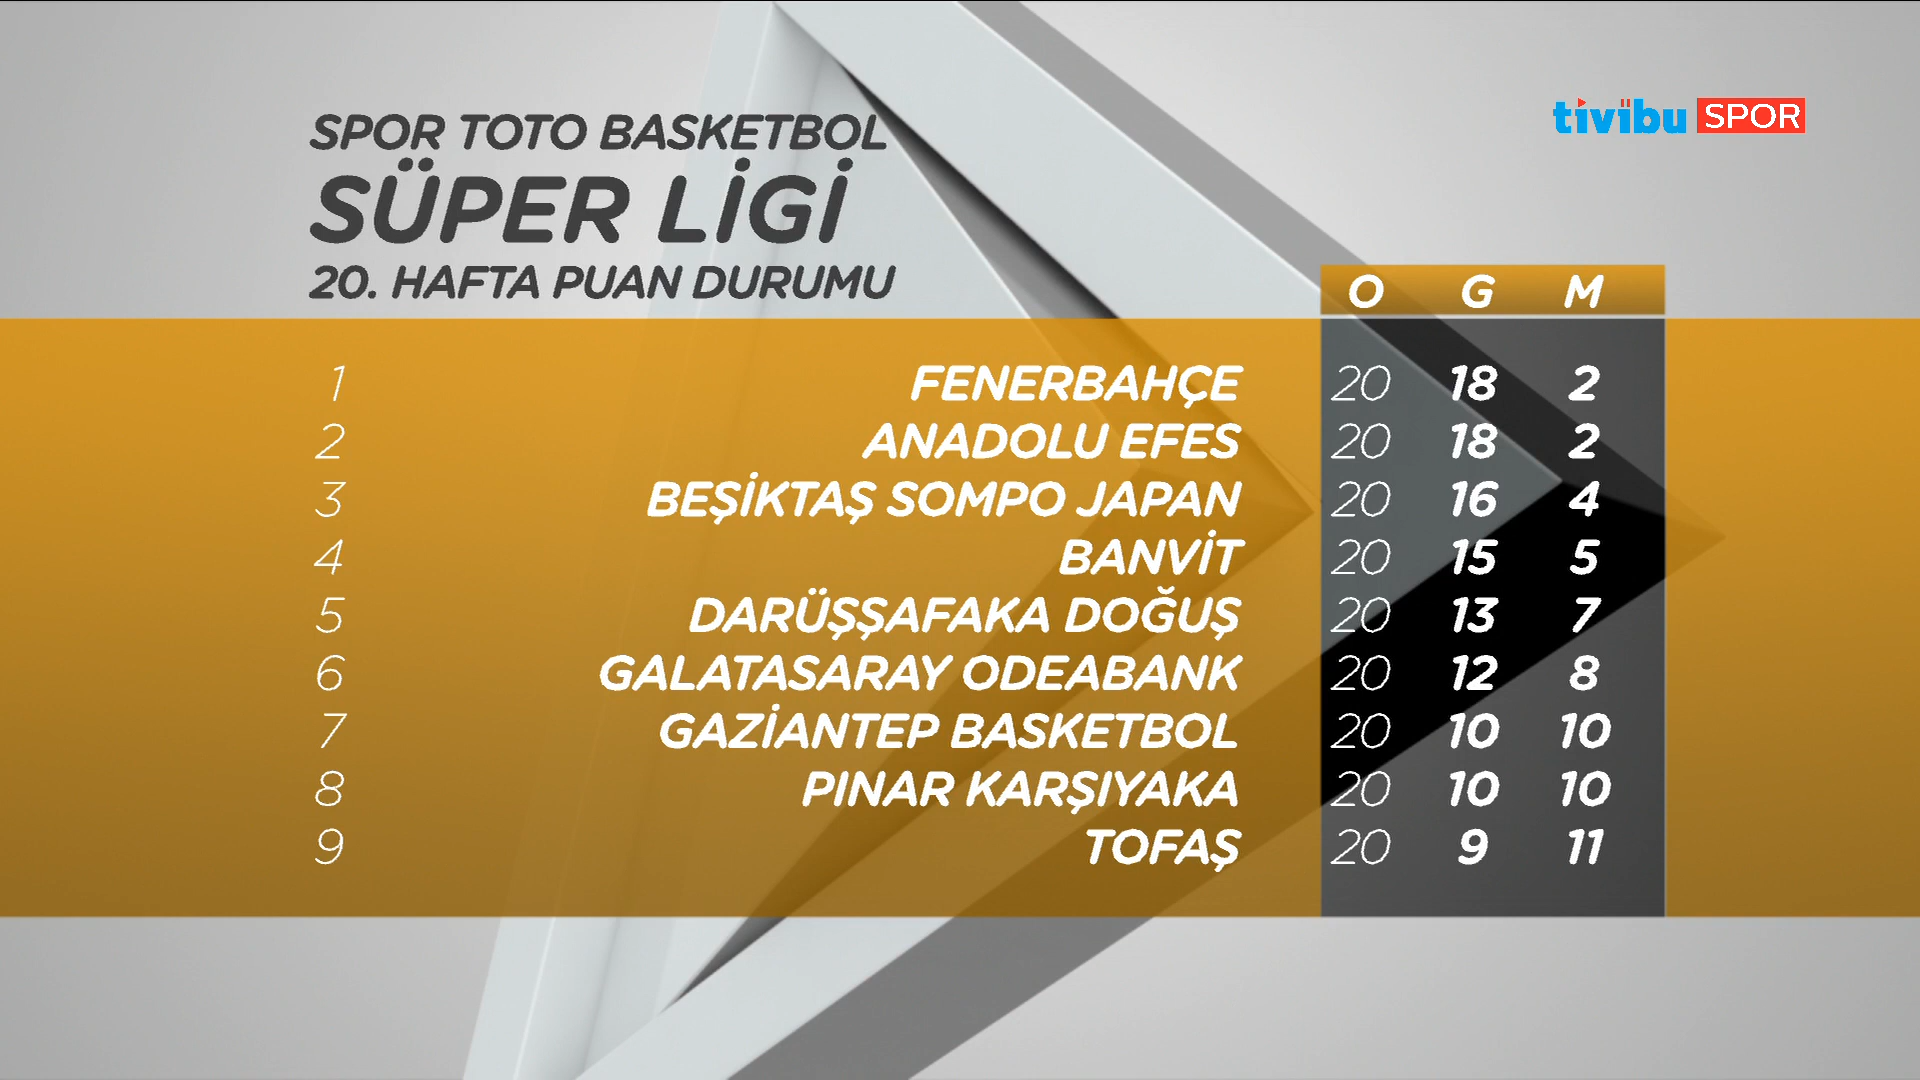 SPOR TOTO BASKETBOL
SÜPER LİGİ
20. HAFTA PUAN DURUMU
tivibu SPOR
O G M
1 FENERBAHÇE 20 18 2
2 ANADOLU EFES 20 18 2
3 BEŞİKTAŞ SOMPO JAPAN 20 16 4
4 BANVİT 20 15 5
5 DARÜŞŞAFAKA DOĞUŞ 20 13 7
6 GALATASARAY ODEABANK 20 12 8
7 GAZİANTEP BASKETBOL 20 10 10
8 PINAR KARŞIYAKA 20 10 10
9 TOFAŞ 20 9 11